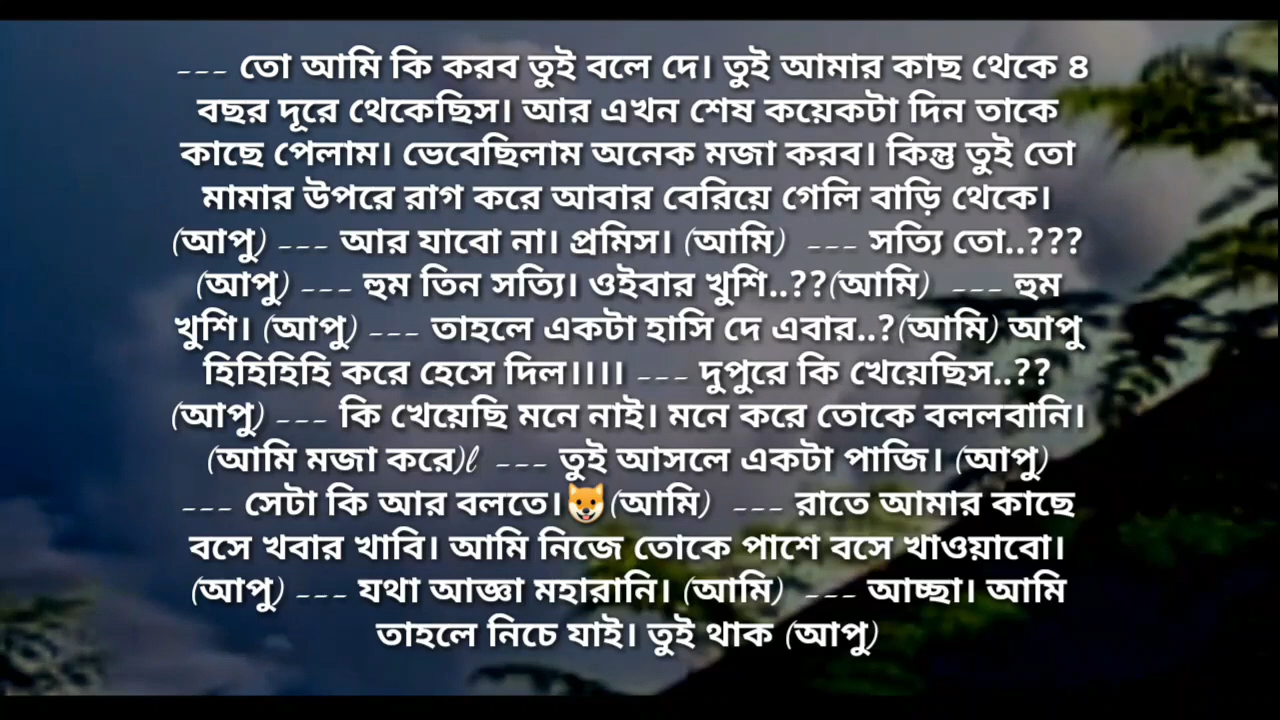 --- তো আমি কি করব তুই বলে দে। তুই আমার কাছ থেকে ৪
বছর দূরে থেকেছিস। আর এখন শেষ কয়েকটা দিন তাকে
কাছে পেলাম। ভেবেছিলাম অনেক মজা করব। কিন্তু তুই তো
মামার উপরে রাগ করে আবার বেরিয়ে গেলি বাড়ি থেকে।
(আপু) --- আর যাবো না। প্রমিস। (আমি) --- সত্যি তো..???
(আপু) --- হুম তিন সত্যি। ওইবার খুশি..??(আমি) --- হুম
খুশি। (আপু) --- তাহলে একটা হাসি দে এবার..?(আমি) আপু
হিহিহিহি করে হেসে দিল।।।।। --- দুপুরে কি খেয়েছিস..??
(আপু) --- কি খেয়েছি মনে নাই। মনে করে তোকে বললবানি।
(আমি মজা করে)ℓ --- তুই আসলে একটা পাজি। (আপু)
--- সেটা কি আর বলতে।🐕(আমি) --- রাতে আমার কাছে
বসে খবার খাবি। আমি নিজে তোকে পাশে বসে খাওয়াবো।
(আপু) --- যথা আজ্ঞা মহারানি। (আমি) --- আচ্ছা। আমি
তাহলে নিচে যাই। তুই থাক (আপু)